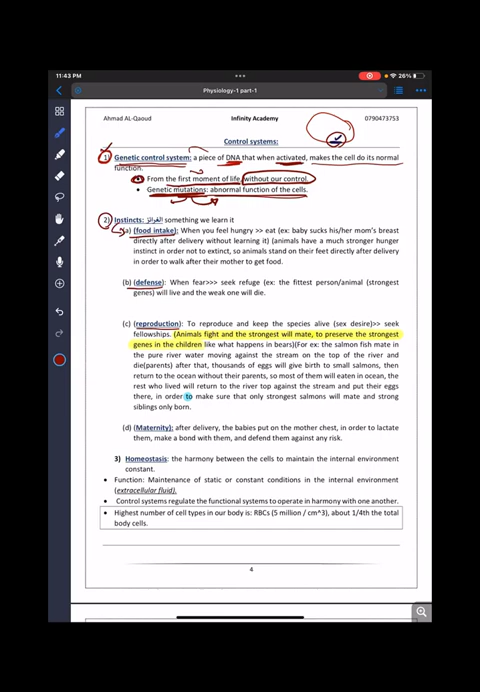 11:43 PM
26%
Physiology-1 part-1
Ahmad AL-Qaoud Infinity Academy 0790473753
Control systems:
1) Genetic control system: a piece of DNA that when activated, makes the cell do its normal
function.
From the first moment of life, without our control.
• Genetic mutations: abnormal function of the cells.
2) Instincts: الغرائز something we learn it
(a) (food intake): When you feel hungry >> eat (ex: baby sucks his/her mom's breast
directly after delivery without learning it) (animals have a much stronger hunger
instinct in order not to extinct, so animals stand on their feet directly after delivery
in order to walk after their mother to get food.
(b) (defense): When fear>>> seek refuge (ex: the fittest person/animal (strongest
genes) will live and the weak one will die.
(c) (reproduction): To reproduce and keep the species alive (sex desire)>> seek
fellowships. (Animals fight and the strongest will mate, to preserve the strongest
genes in the children like what happens in bears)(For ex: the salmon fish mate in
the pure river water moving against the stream on the top of the river and
die(parents) after that, thousands of eggs will give birth to small salmons, then
return to the ocean without their parents, so most of them will eaten in ocean, the
rest who lived will return to the river top against the stream and put their eggs
there, in order to make sure that only strongest salmons will mate and strong
siblings only born.
(d) (Maternity): after delivery, the babies put on the mother chest, in order to lactate
them, make a bond with them, and defend them against any risk.
3) Homeostasis: the harmony between the cells to maintain the internal environment
constant.
• Function: Maintenance of static or constant conditions in the internal environment
(extracellular fluid).
• Control systems regulate the functional systems to operate in harmony with one another.
• Highest number of cell types in our body is: RBCs (5 million / cm^3), about 1/4th the total
body cells.
4